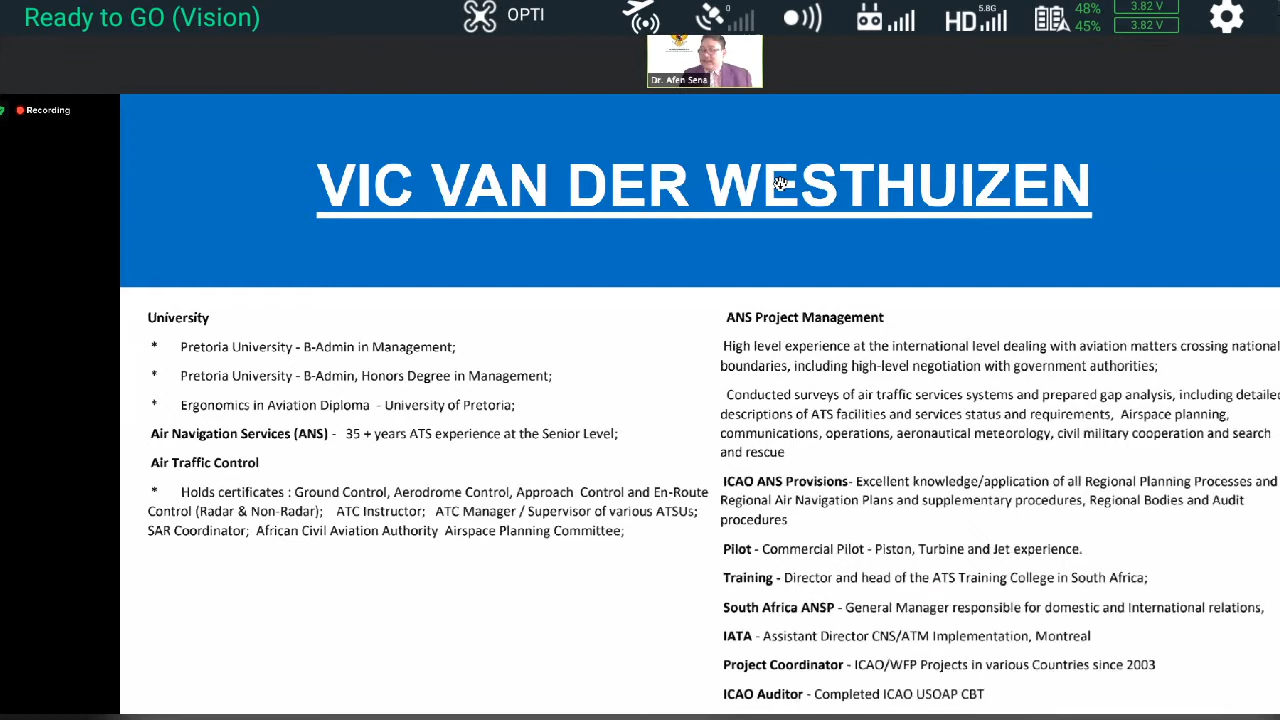 Ready to GO (Vision)
OPTI
0
HD
5.8G
48%
45%
3.82 V
3.82 V
Dr. Afen Sena
Recording
VIC VAN DER WESTHUIZEN
University
* Pretoria University - B-Admin in Management;
* Pretoria University - B-Admin, Honors Degree in Management;
* Ergonomics in Aviation Diploma - University of Pretoria;
Air Navigation Services (ANS) - 35 + years ATS experience at the Senior Level;
Air Traffic Control
* Holds certificates : Ground Control, Aerodrome Control, Approach Control and En-Route
Control (Radar & Non-Radar); ATC Instructor; ATC Manager / Supervisor of various ATSUs;
SAR Coordinator; African Civil Aviation Authority Airspace Planning Committee;
ANS Project Management
High level experience at the international level dealing with aviation matters crossing national
boundaries, including high-level negotiation with government authorities;
Conducted surveys of air traffic services systems and prepared gap analysis, including detailed
descriptions of ATS facilities and services status and requirements, Airspace planning,
communications, operations, aeronautical meteorology, civil military cooperation and search
and rescue
ICAO ANS Provisions- Excellent knowledge/application of all Regional Planning Processes and
Regional Air Navigation Plans and supplementary procedures, Regional Bodies and Audit
procedures
Pilot - Commercial Pilot - Piston, Turbine and Jet experience.
Training - Director and head of the ATS Training College in South Africa;
South Africa ANSP - General Manager responsible for domestic and International relations,
IATA - Assistant Director CNS/ATM Implementation, Montreal
Project Coordinator - ICAO/WFP Projects in various Countries since 2003
ICAO Auditor - Completed ICAO USOAP CBT